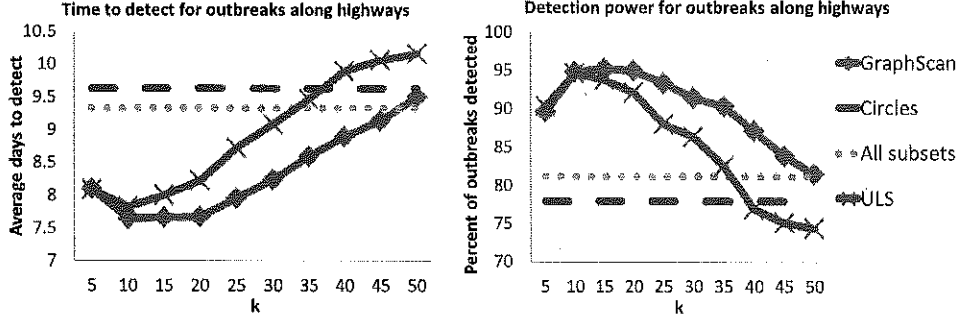 Time to detect for outbreaks along highways
Average days to detect
10.5
10
9.5
9
8.5
8
7.5
7
5 10 15 20 25 30 35 40 45 50
k
Detection power for outbreaks along highways
Percent of outbreaks detected
100
95
90
85
80
75
70
5 10 15 20 25 30 35 40 45 50
k
GraphScan
Circles
All subsets
ULS